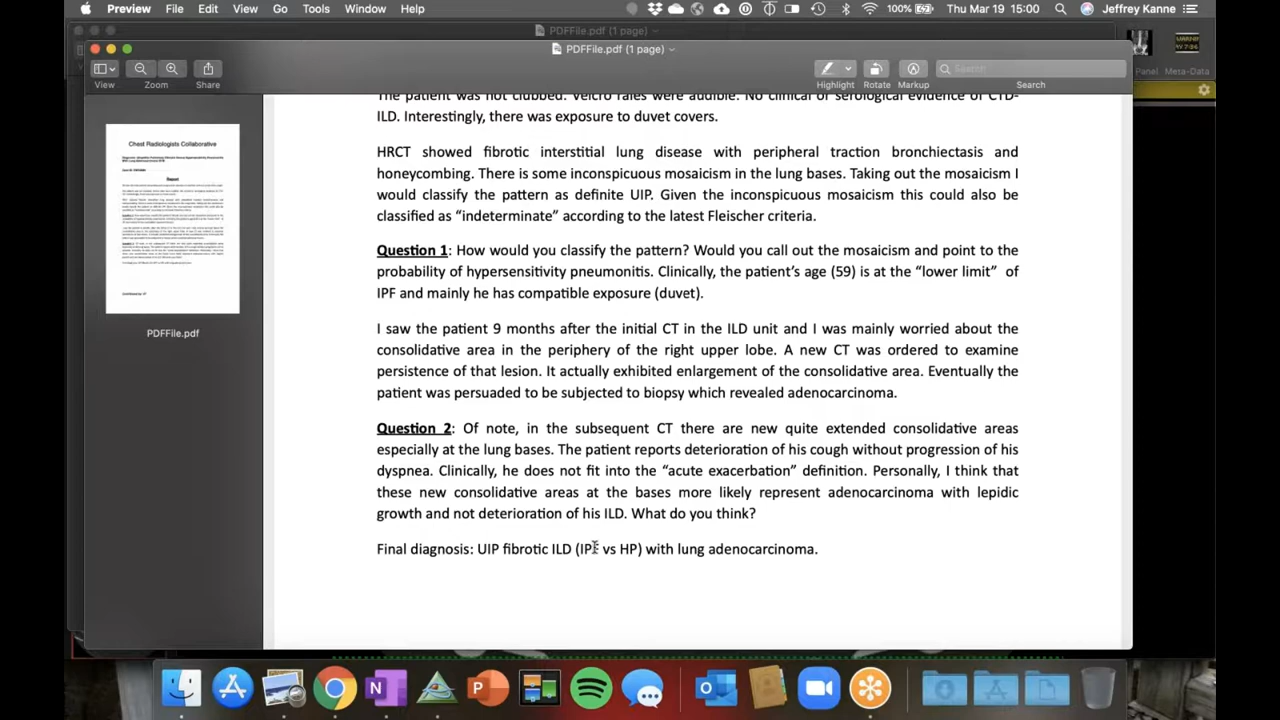 Preview File Edit View Go Tools Window Help 100% Thu Mar 19 15:00 Jeffrey Kanne
PDFFile.pdf (1 page)
PDFFile.pdf (1 page)
View Zoom Share Highlight Rotate Markup Search Search
Panel Meta-Data
Chest Radiologists Collaborative
Report
PDFFile.pdf
The patient was not clubbed. Velcro rales were audible. No clinical or serological evidence of CTD-
ILD. Interestingly, there was exposure to duvet covers.
HRCT showed fibrotic interstitial lung disease with peripheral traction bronchiectasis and
honeycombing. There is some inconspicuous mosaicism in the lung bases. Taking out the mosaicism I
would classify the pattern as "UIP". Given the inconspicuous mosaicism this could also be
classified as "indeterminate" according to the latest Fleischer criteria.
Question 1: How would you classify the pattern? Would you call out the mosaicism and point to the
probability of hypersensitivity pneumonitis. Clinically, the patient's age (59) is at the "lower limit" of
IPF and mainly he has compatible exposure (duvet).
I saw the patient 9 months after the initial CT in the ILD unit and I was mainly worried about the
consolidative area in the periphery of the right upper lobe. A new CT was ordered to examine
persistence of that lesion. It actually exhibited enlargement of the consolidative area. Eventually the
patient was persuaded to be subjected to biopsy which revealed adenocarcinoma.
Question 2: Of note, in the subsequent CT there are new quite extended consolidative areas
especially at the lung bases. The patient reports deterioration of his cough without progression of his
dyspnea. Clinically, he does not fit into the "acute exacerbation" definition. Personally, I think that
these new consolidative areas at the bases more likely represent adenocarcinoma with lepidic
growth and not deterioration of his ILD. What do you think?
Final diagnosis: UIP fibrotic ILD (IPF vs HP) with lung adenocarcinoma.